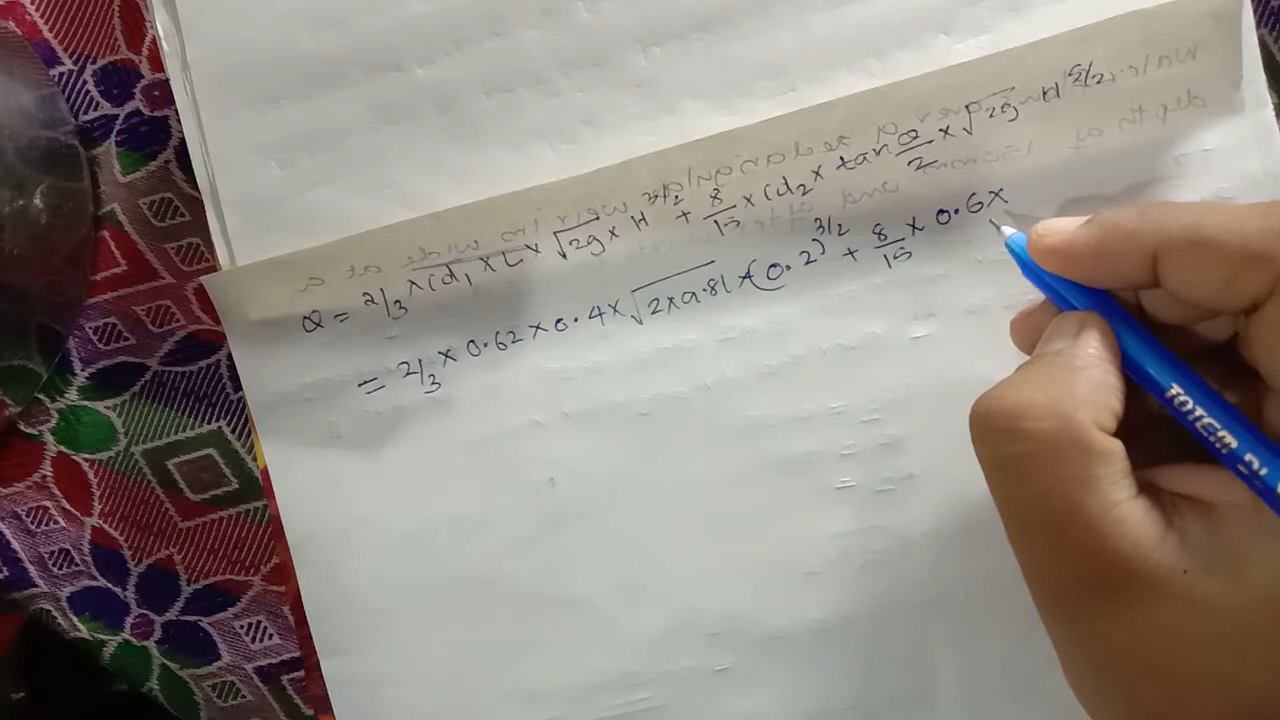 Q = 2/3 × Cd₁ × L × √2g × H^3/2 + 8/15 × Cd₂ × tan θ/2 × √2g H^5/2
= 2/3 × 0.62 × 0.4 × √2×9.81 × (0.2)^3/2 + 8/15 × 0.6 ×
TOTEM